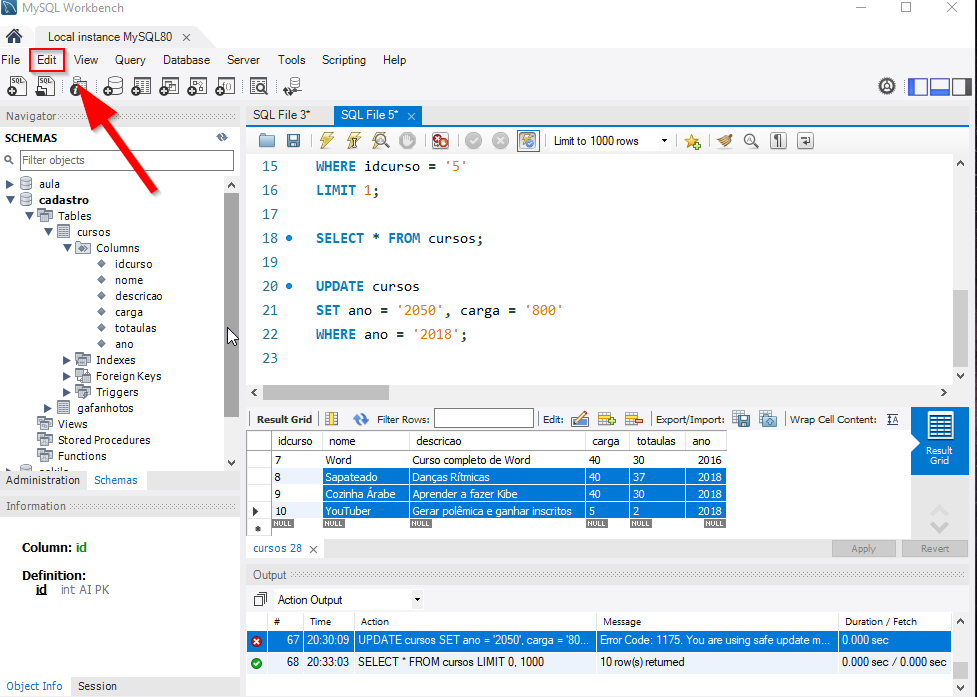 MySQL Workbench
Local instance MySQL80
File Edit View Query Database Server Tools Scripting Help
Navigator
SCHEMAS
Filter objects
aula
cadastro
Tables
cursos
Columns
idcurso
nome
descricao
carga
totaulas
ano
Indexes
Foreign Keys
Triggers
gafanhotos
Views
Stored Procedures
Functions
Administration Schemas
Information
Column: id
Definition:
id int AI PK
Object Info Session
SQL File 3* SQL File 5*
Limit to 1000 rows
15 WHERE idcurso = '5'
16 LIMIT 1;
17
18 SELECT * FROM cursos;
19
20 UPDATE cursos
21 SET ano = '2050', carga = '800'
22 WHERE ano = '2018';
23
Result Grid Filter Rows: Edit: Export/Import: Wrap Cell Content:
idcurso nome descricao carga totaulas ano
7 Word Curso completo de Word 40 30 2016
8 Sapateado Danças Rítmicas 40 37 2018
9 Cozinha Árabe Aprender a fazer Kibe 40 30 2018
10 YouTuber Gerar polêmica e ganhar inscritos 5 2 2018
NULL NULL NULL NULL NULL NULL
Result
Grid
cursos 28 Apply Revert
Output
Action Output
# Time Action Message Duration / Fetch
67 20:30:09 UPDATE cursos SET ano = '2050', carga = '80... Error Code: 1175. You are using safe update m... 0.000 sec
68 20:33:03 SELECT * FROM cursos LIMIT 0, 1000 10 row(s) returned 0.000 sec / 0.000 sec